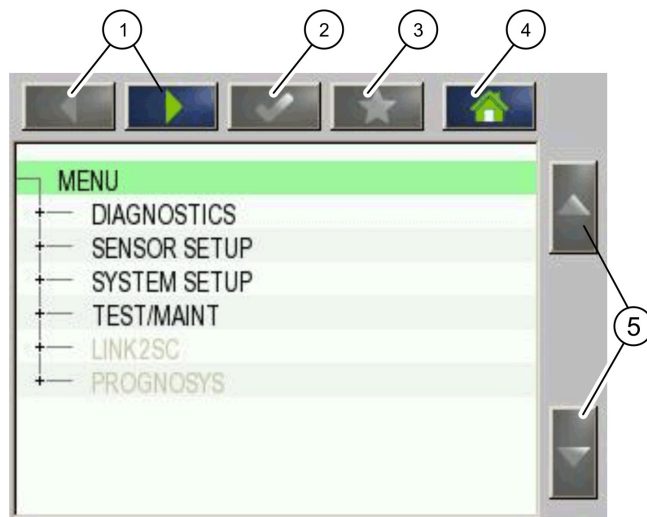 1 2 3 4
MENU
DIAGNOSTICS
SENSOR SETUP
SYSTEM SETUP
5
TEST/MAINT
LINK2SC
PROGNOSYS